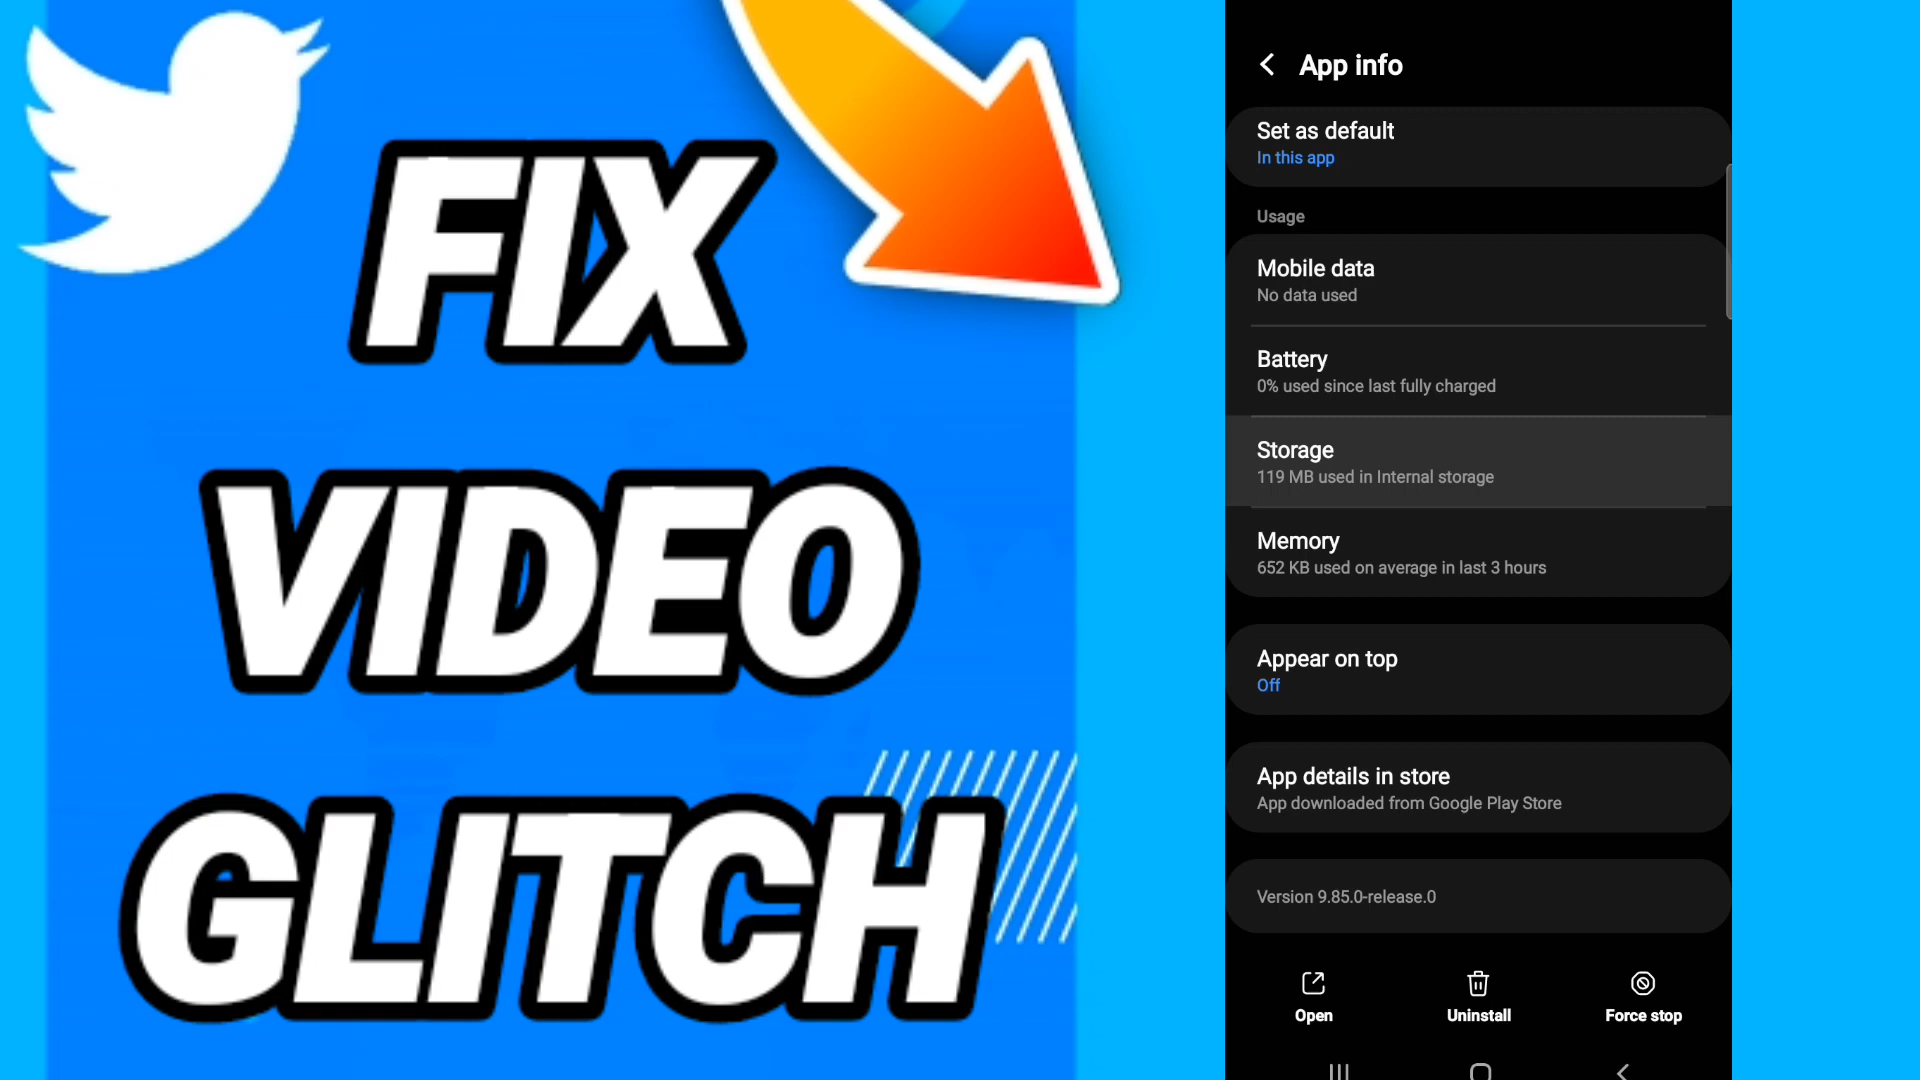 FIX
VIDEO
GLITCH
App info
Set as default
In this app
Usage
Mobile data
No data used
Battery
0% used since last fully charged
Storage
119 MB used in Internal storage
Memory
652 KB used on average in last 3 hours
Appear on top
Off
App details in store
App downloaded from Google Play Store
Version 9.85.0-release.0
Open
Uninstall
Force stop